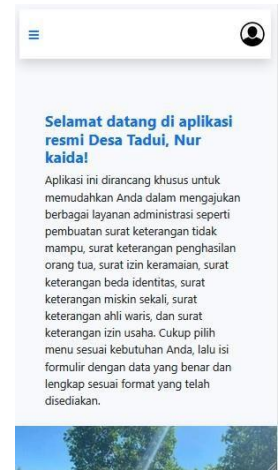 Selamat datang di aplikasi
resmi Desa Tadui, Nur
kaida!
Aplikasi ini dirancang khusus untuk
memudahkan Anda dalam mengajukan
berbagai layanan administrasi seperti
pembuatan surat keterangan tidak
mampu, surat keterangan penghasilan
orang tua, surat izin keramaian, surat
keterangan beda identitas, surat
keterangan miskin sekali, surat
keterangan ahli waris, dan surat
keterangan izin usaha. Cukup pilih
menu sesuai kebutuhan Anda, lalu isi
formulir dengan data yang benar dan
lengkap sesuai format yang telah
disediakan.